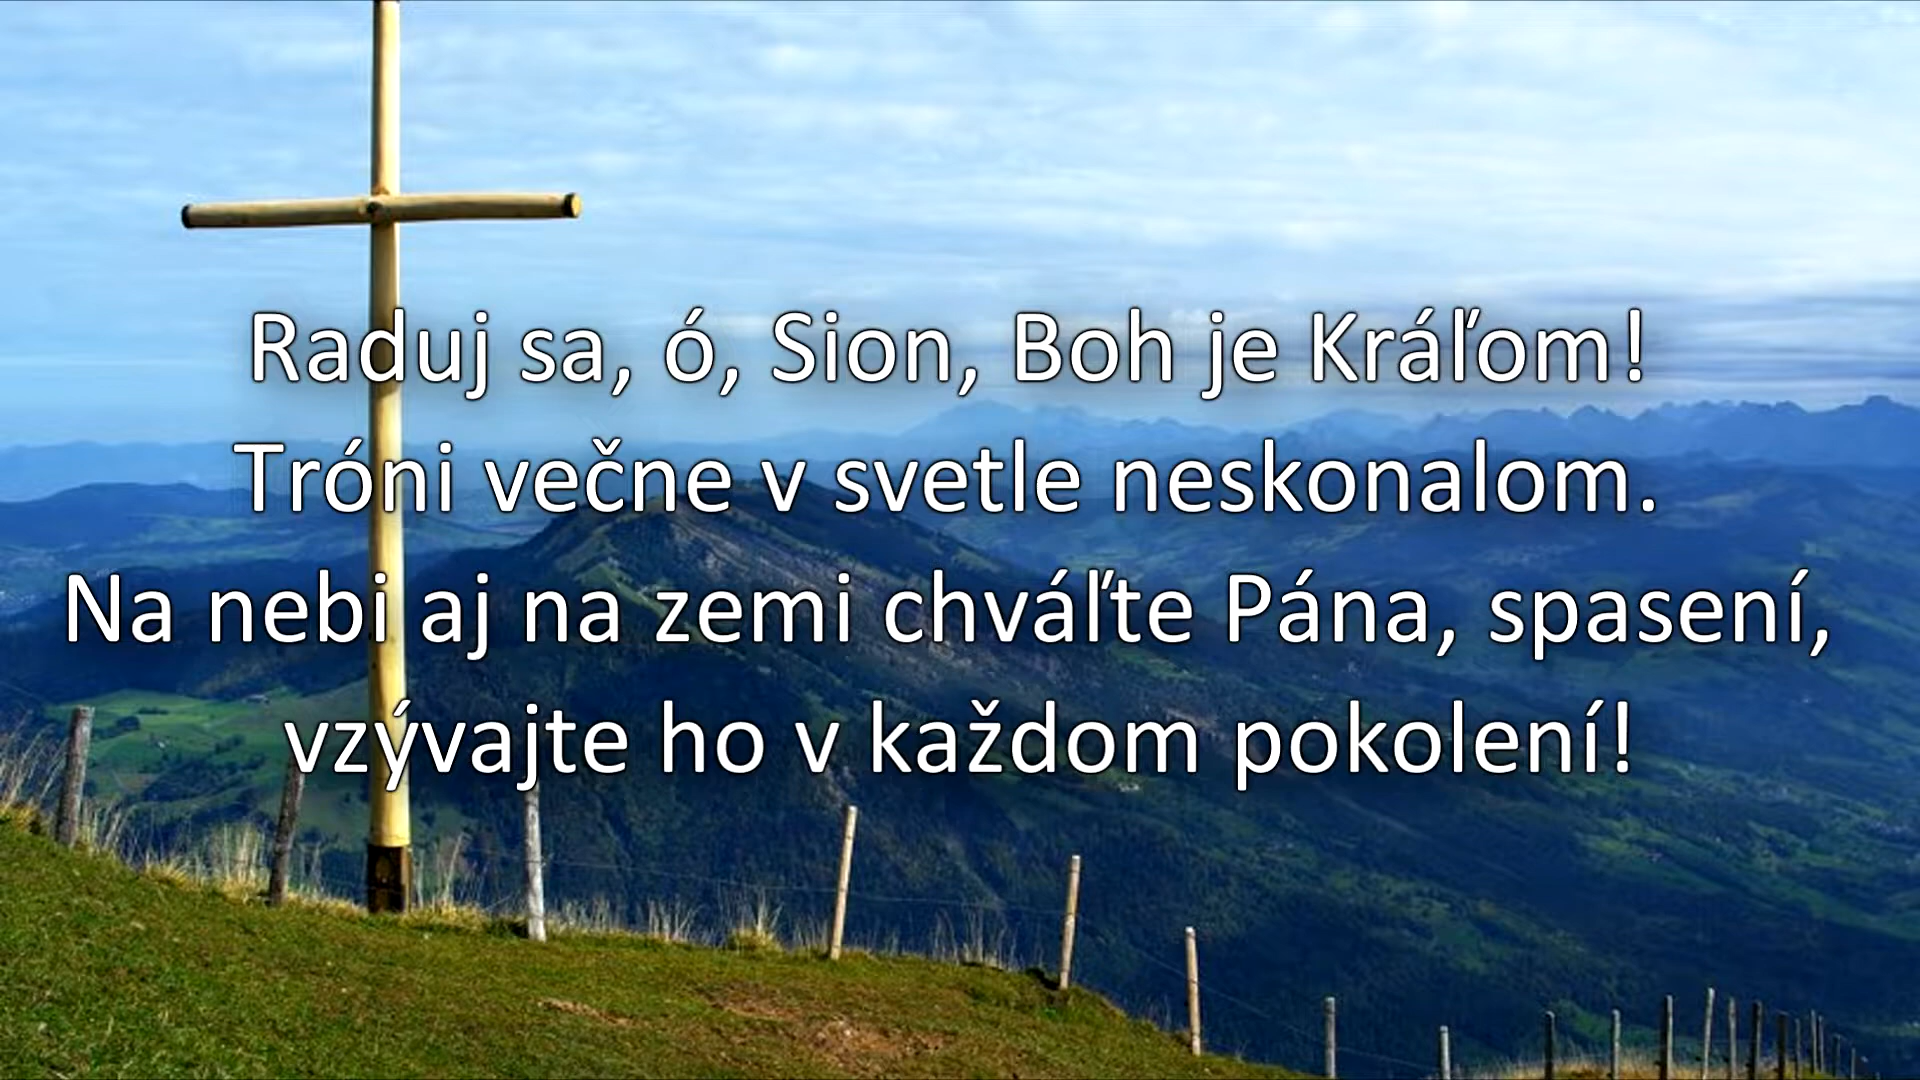 Raduj sa, ó, Sion, Boh je Kráľom!
Tróni večne v svetle neskonalom.
Na nebi aj na zemi chváľte Pána, spasení,
vzývajte ho v každom pokolení!